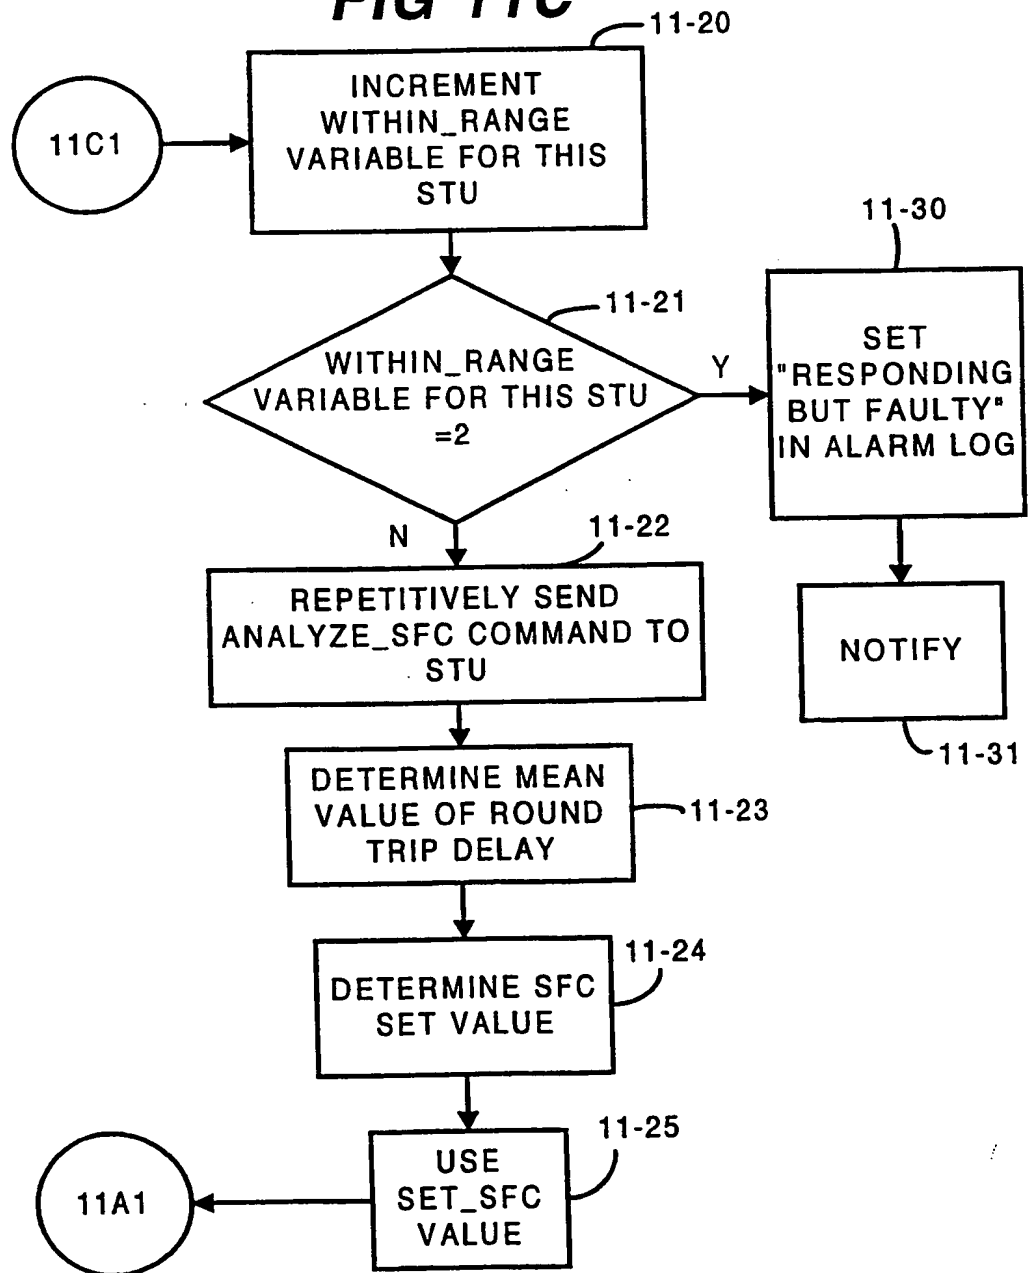 FIG 11C
11-20
INCREMENT
WITHIN_RANGE
VARIABLE FOR THIS
STU
11C1
11-30
11-21
WITHIN_RANGE
VARIABLE FOR THIS STU
=2
Y
SET
"RESPONDING
BUT FAULTY"
IN ALARM LOG
N
11-22
REPETITIVELY SEND
ANALYZE_SFC COMMAND TO
STU
NOTIFY
11-31
DETERMINE MEAN
VALUE OF ROUND
TRIP DELAY
11-23
11-24
DETERMINE SFC
SET VALUE
11-25
USE
SET_SFC
VALUE
11A1